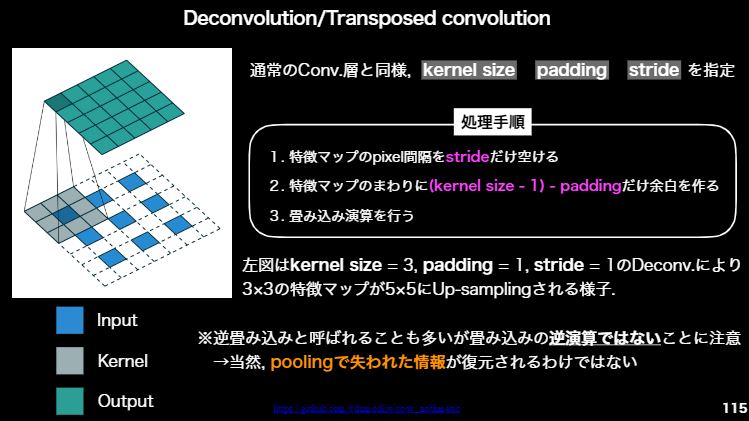 Deconvolution/Transposed convolution
通常のConv.層と同様, kernel size padding stride を指定
処理手順
1. 特徴マップのpixel間隔をstrideだけ空ける
2. 特徴マップのまわりに(kernel size - 1) - paddingだけ余白を作る
3. 畳み込み演算を行う
左図はkernel size = 3, padding = 1, stride = 1のDeconv.により
3×3の特徴マップが5×5にUp-samplingされる様子.
Input
Kernel
Output
※逆畳み込みと呼ばれることも多いが畳み込みの逆演算ではないことに注意
→当然, poolingで失われた情報が復元されるわけではない
115